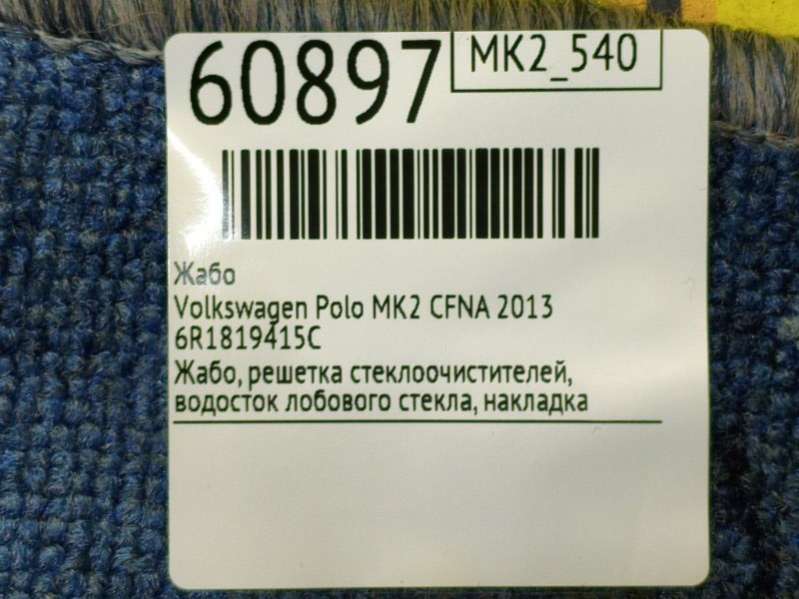 60897
MK2_540
Жабо
Volkswagen Polo MK2 CFNA 2013
6R1819415C
Жабо, решетка стеклоочистителей,
водосток лобового стекла, накладка